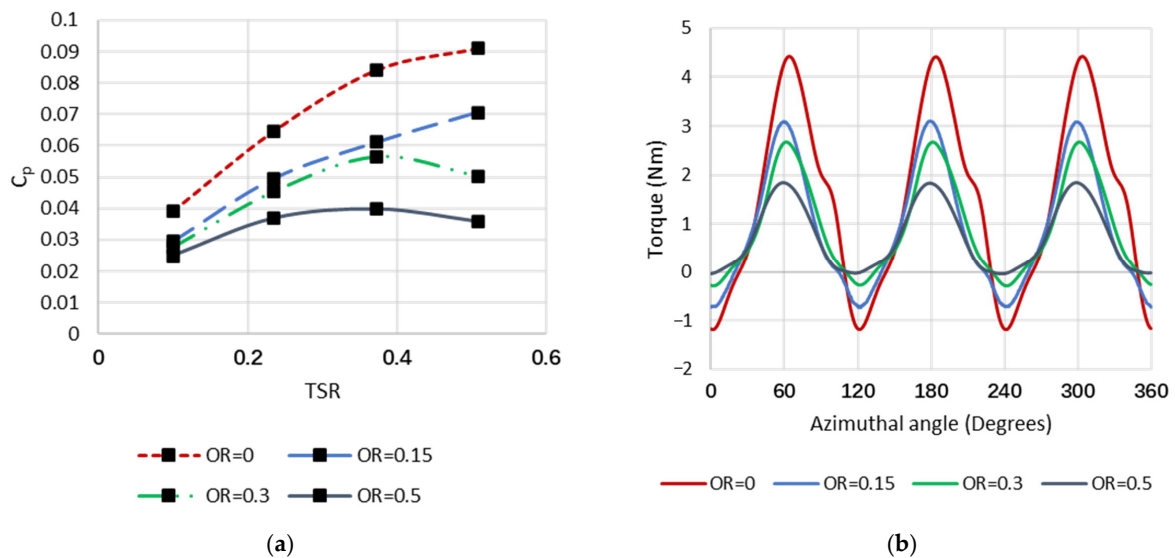 0.1
0.09
0.08
0.07
0.06
0.05
0.04
0.03
0.02
0.01
0
Cp
0 0.2 0.4 0.6
TSR
OR=0 OR=0.15
OR=0.3 OR=0.5
(a)
5
4
3
2
1
0
−1
−2
Torque (Nm)
0 60 120 180 240 300 360
Azimuthal angle (Degrees)
OR=0 OR=0.15 OR=0.3 OR=0.5
(b)